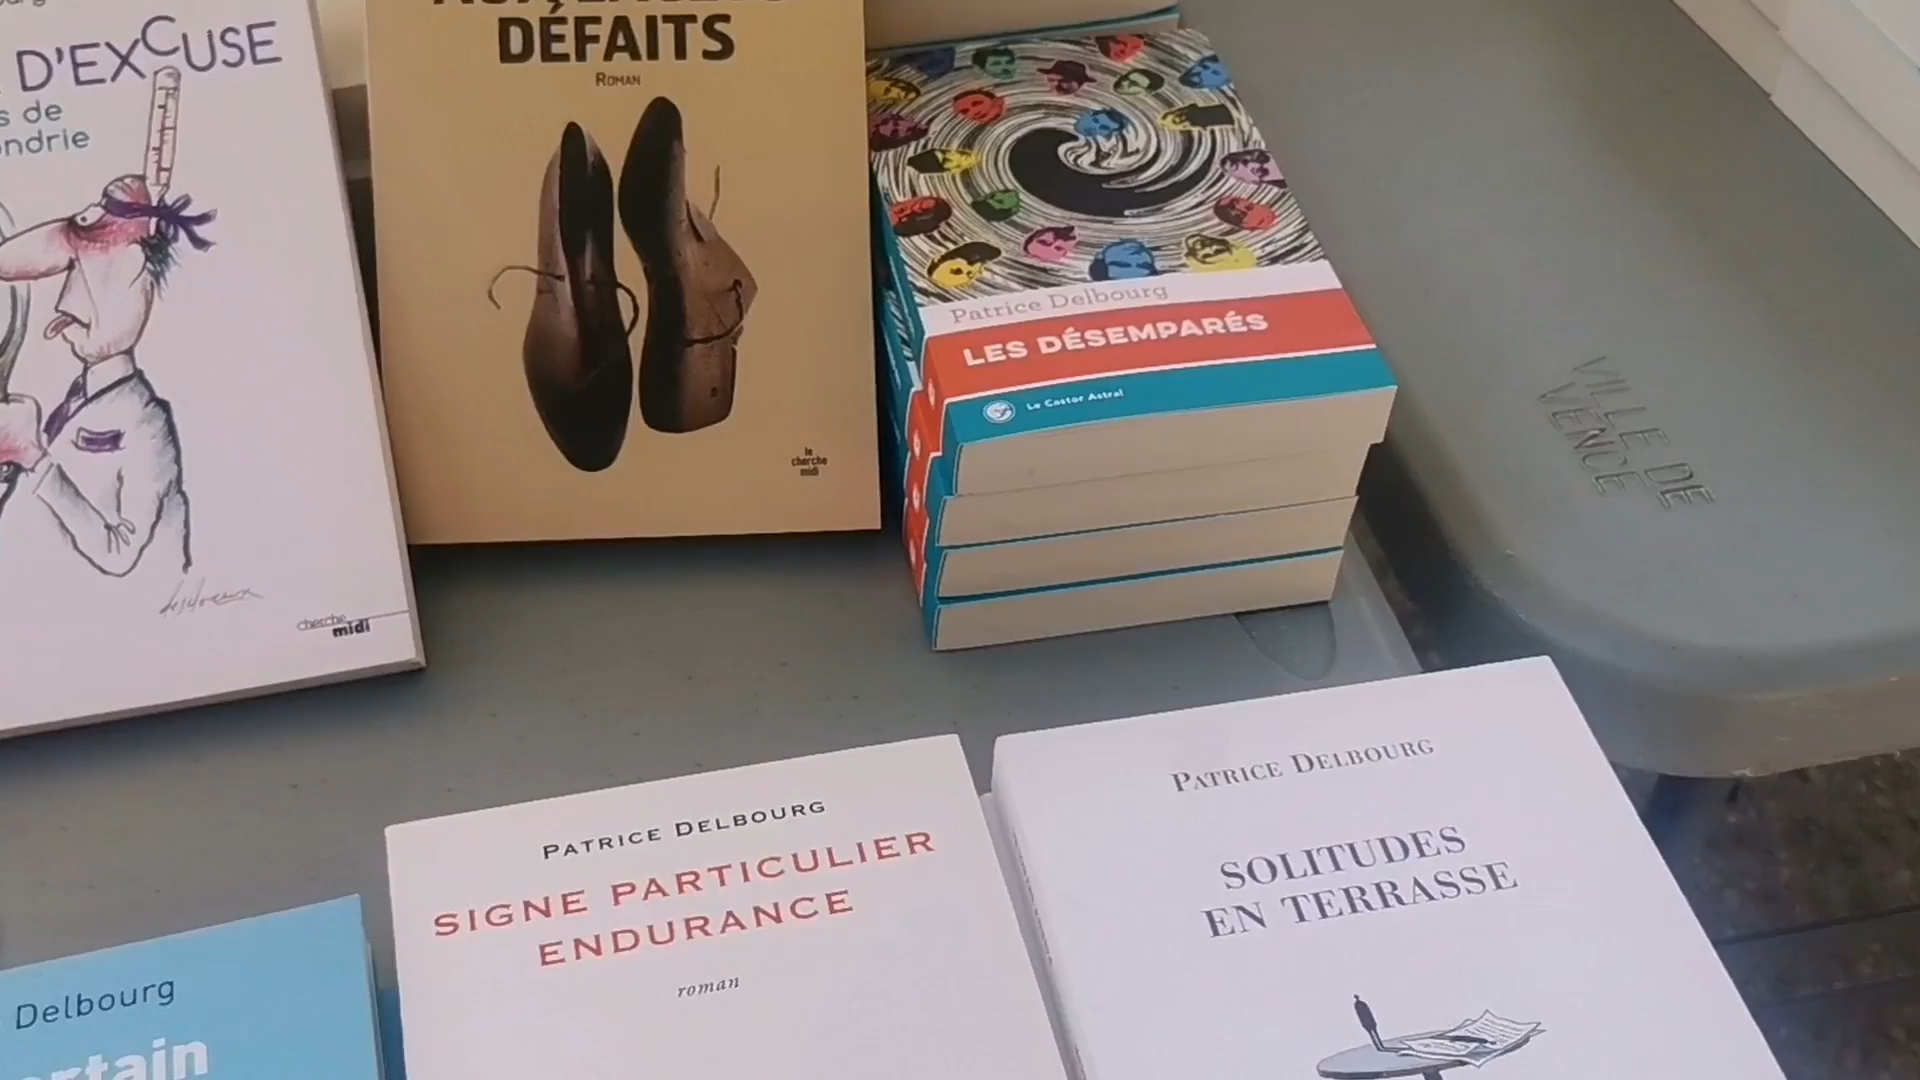 D'EXCUSE
s de
ndrie
cherche
midi
DÉFAITS
ROMAN
le
cherche
midi
Patrice Delbourg
LES DÉSEMPARÉS
Le Castor Astral
VILLE DE
VENCE
Delbourg
PATRICE DELBOURG
SIGNE PARTICULIER
ENDURANCE
roman
PATRICE DELBOURG
SOLITUDES
EN TERRASSE